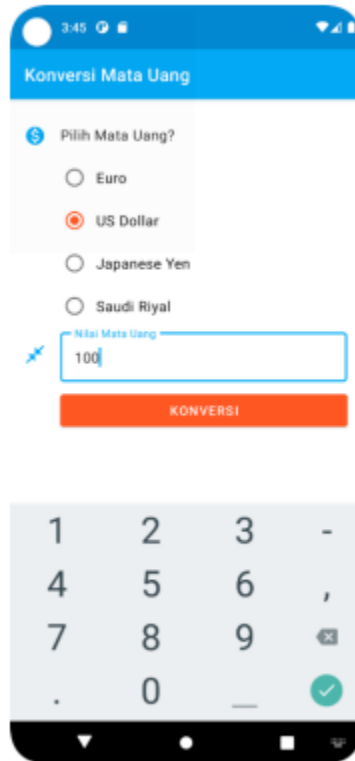 3:45
Konversi Mata Uang
Pilih Mata Uang?
Euro
US Dollar
Japanese Yen
Saudi Riyal
Nilai Mata Uang
100
KONVERSI
1 2 3 -
4 5 6 ,
7 8 9
. 0 _